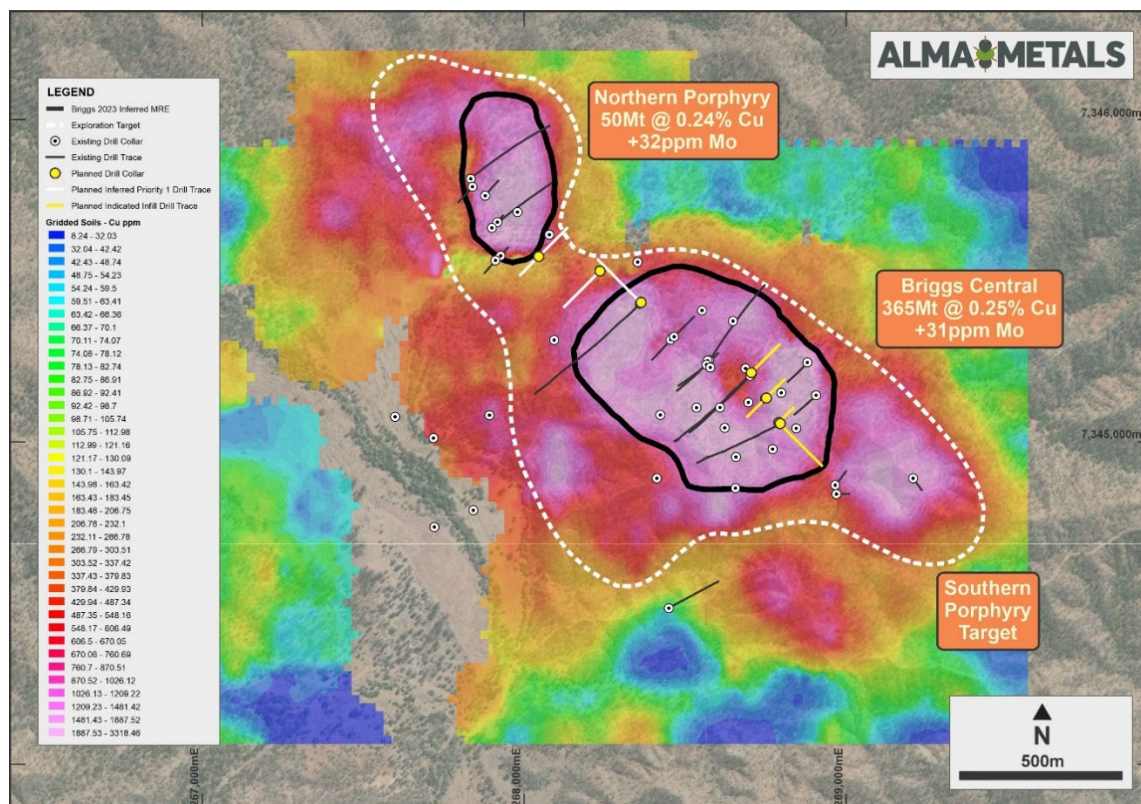 ALMA METALS
LEGEND
Briggs 2023 Inferred MRE
Exploration Target
Existing Drill Collar
Existing Drill Trace
Planned Drill Collar
Planned Inferred Priority 1 Drill Trace
Planned Indicated Infill Drill Trace
Gridded Soils - Cu ppm
8.24 - 32.03
32.04 - 42.42
42.43 - 48.74
48.75 - 54.23
54.24 - 59.5
59.51 - 63.41
63.42 - 66.36
66.37 - 70.1
70.11 - 74.07
74.08 - 78.12
78.13 - 82.74
82.75 - 86.91
86.92 - 92.41
92.42 - 98.7
98.71 - 105.74
105.75 - 112.98
112.99 - 121.16
121.17 - 130.09
130.1 - 143.97
143.98 - 163.42
163.43 - 183.45
183.46 - 206.75
206.76 - 232.1
232.11 - 266.78
266.79 - 303.51
303.52 - 337.42
337.43 - 379.83
379.84 - 429.93
429.94 - 487.34
487.35 - 548.16
548.17 - 606.49
606.5 - 670.05
670.06 - 760.69
760.7 - 870.51
870.52 - 1026.12
1026.13 - 1209.22
1209.23 - 1481.42
1481.43 - 1887.52
1887.53 - 3318.46
Northern Porphyry
50Mt @ 0.24% Cu
+32ppm Mo
7,346,000m
Briggs Central
365Mt @ 0.25% Cu
+31ppm Mo
7,345,000m
Southern
Porphyry
Target
N
500m
267,000mE
268,000mE
269,000mE